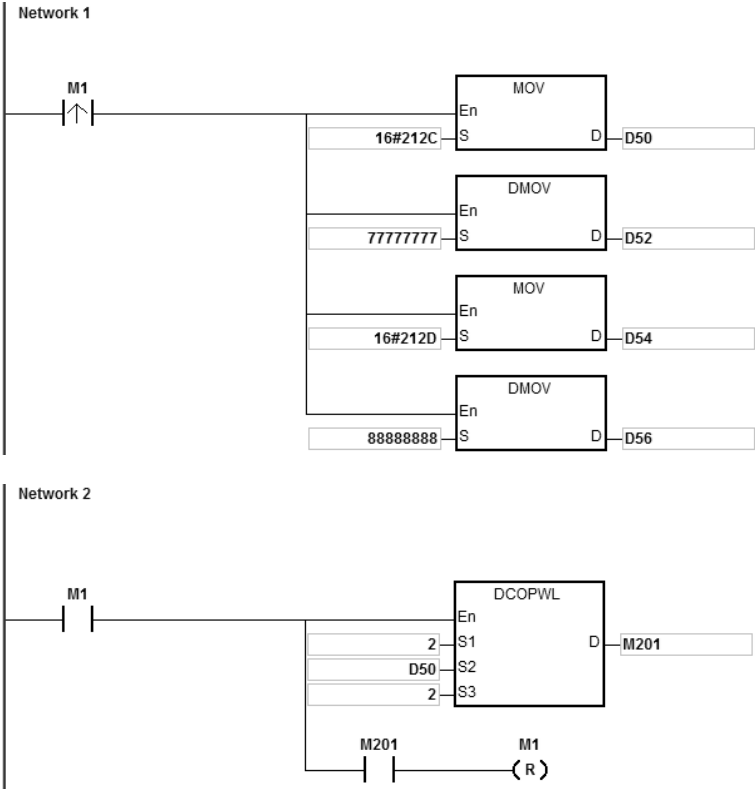 Network 1
M1
MOV
En
16#212C S D D50
DMOV
En
77777777 S D D52
MOV
En
16#212D S D D54
DMOV
En
88888888 S D D56
Network 2
M1
DCOPWL
En
2 S1 D M201
D50 S2
2 S3
M201 M1
( R )